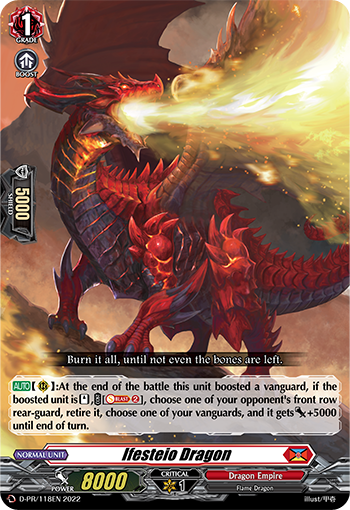 1
GRADE
BOOST
5000
SHIELD
Burn it all, until not even the bones are left.
AUTO【 】:At the end of the battle this unit boosted a vanguard, if the
boosted unit is [ ], [ BLAST 2], choose one of your opponent's front row
rear-guard, retire it, choose one of your vanguards, and it gets +5000
until end of turn.
NORMAL UNIT
Ifesteio Dragon
POWER
8000
CRITICAL
1
Dragon Empire
Flame Dragon
D-PR/118EN 2022
illust/甲壱